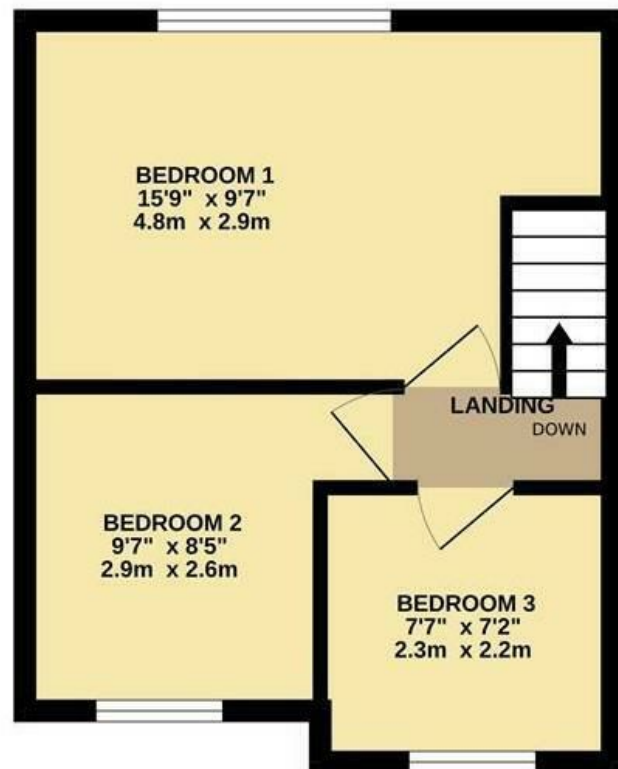 BEDROOM 1
15'9" x 9'7"
4.8m x 2.9m
LANDING
DOWN
BEDROOM 2
9'7" x 8'5"
2.9m x 2.6m
BEDROOM 3
7'7" x 7'2"
2.3m x 2.2m